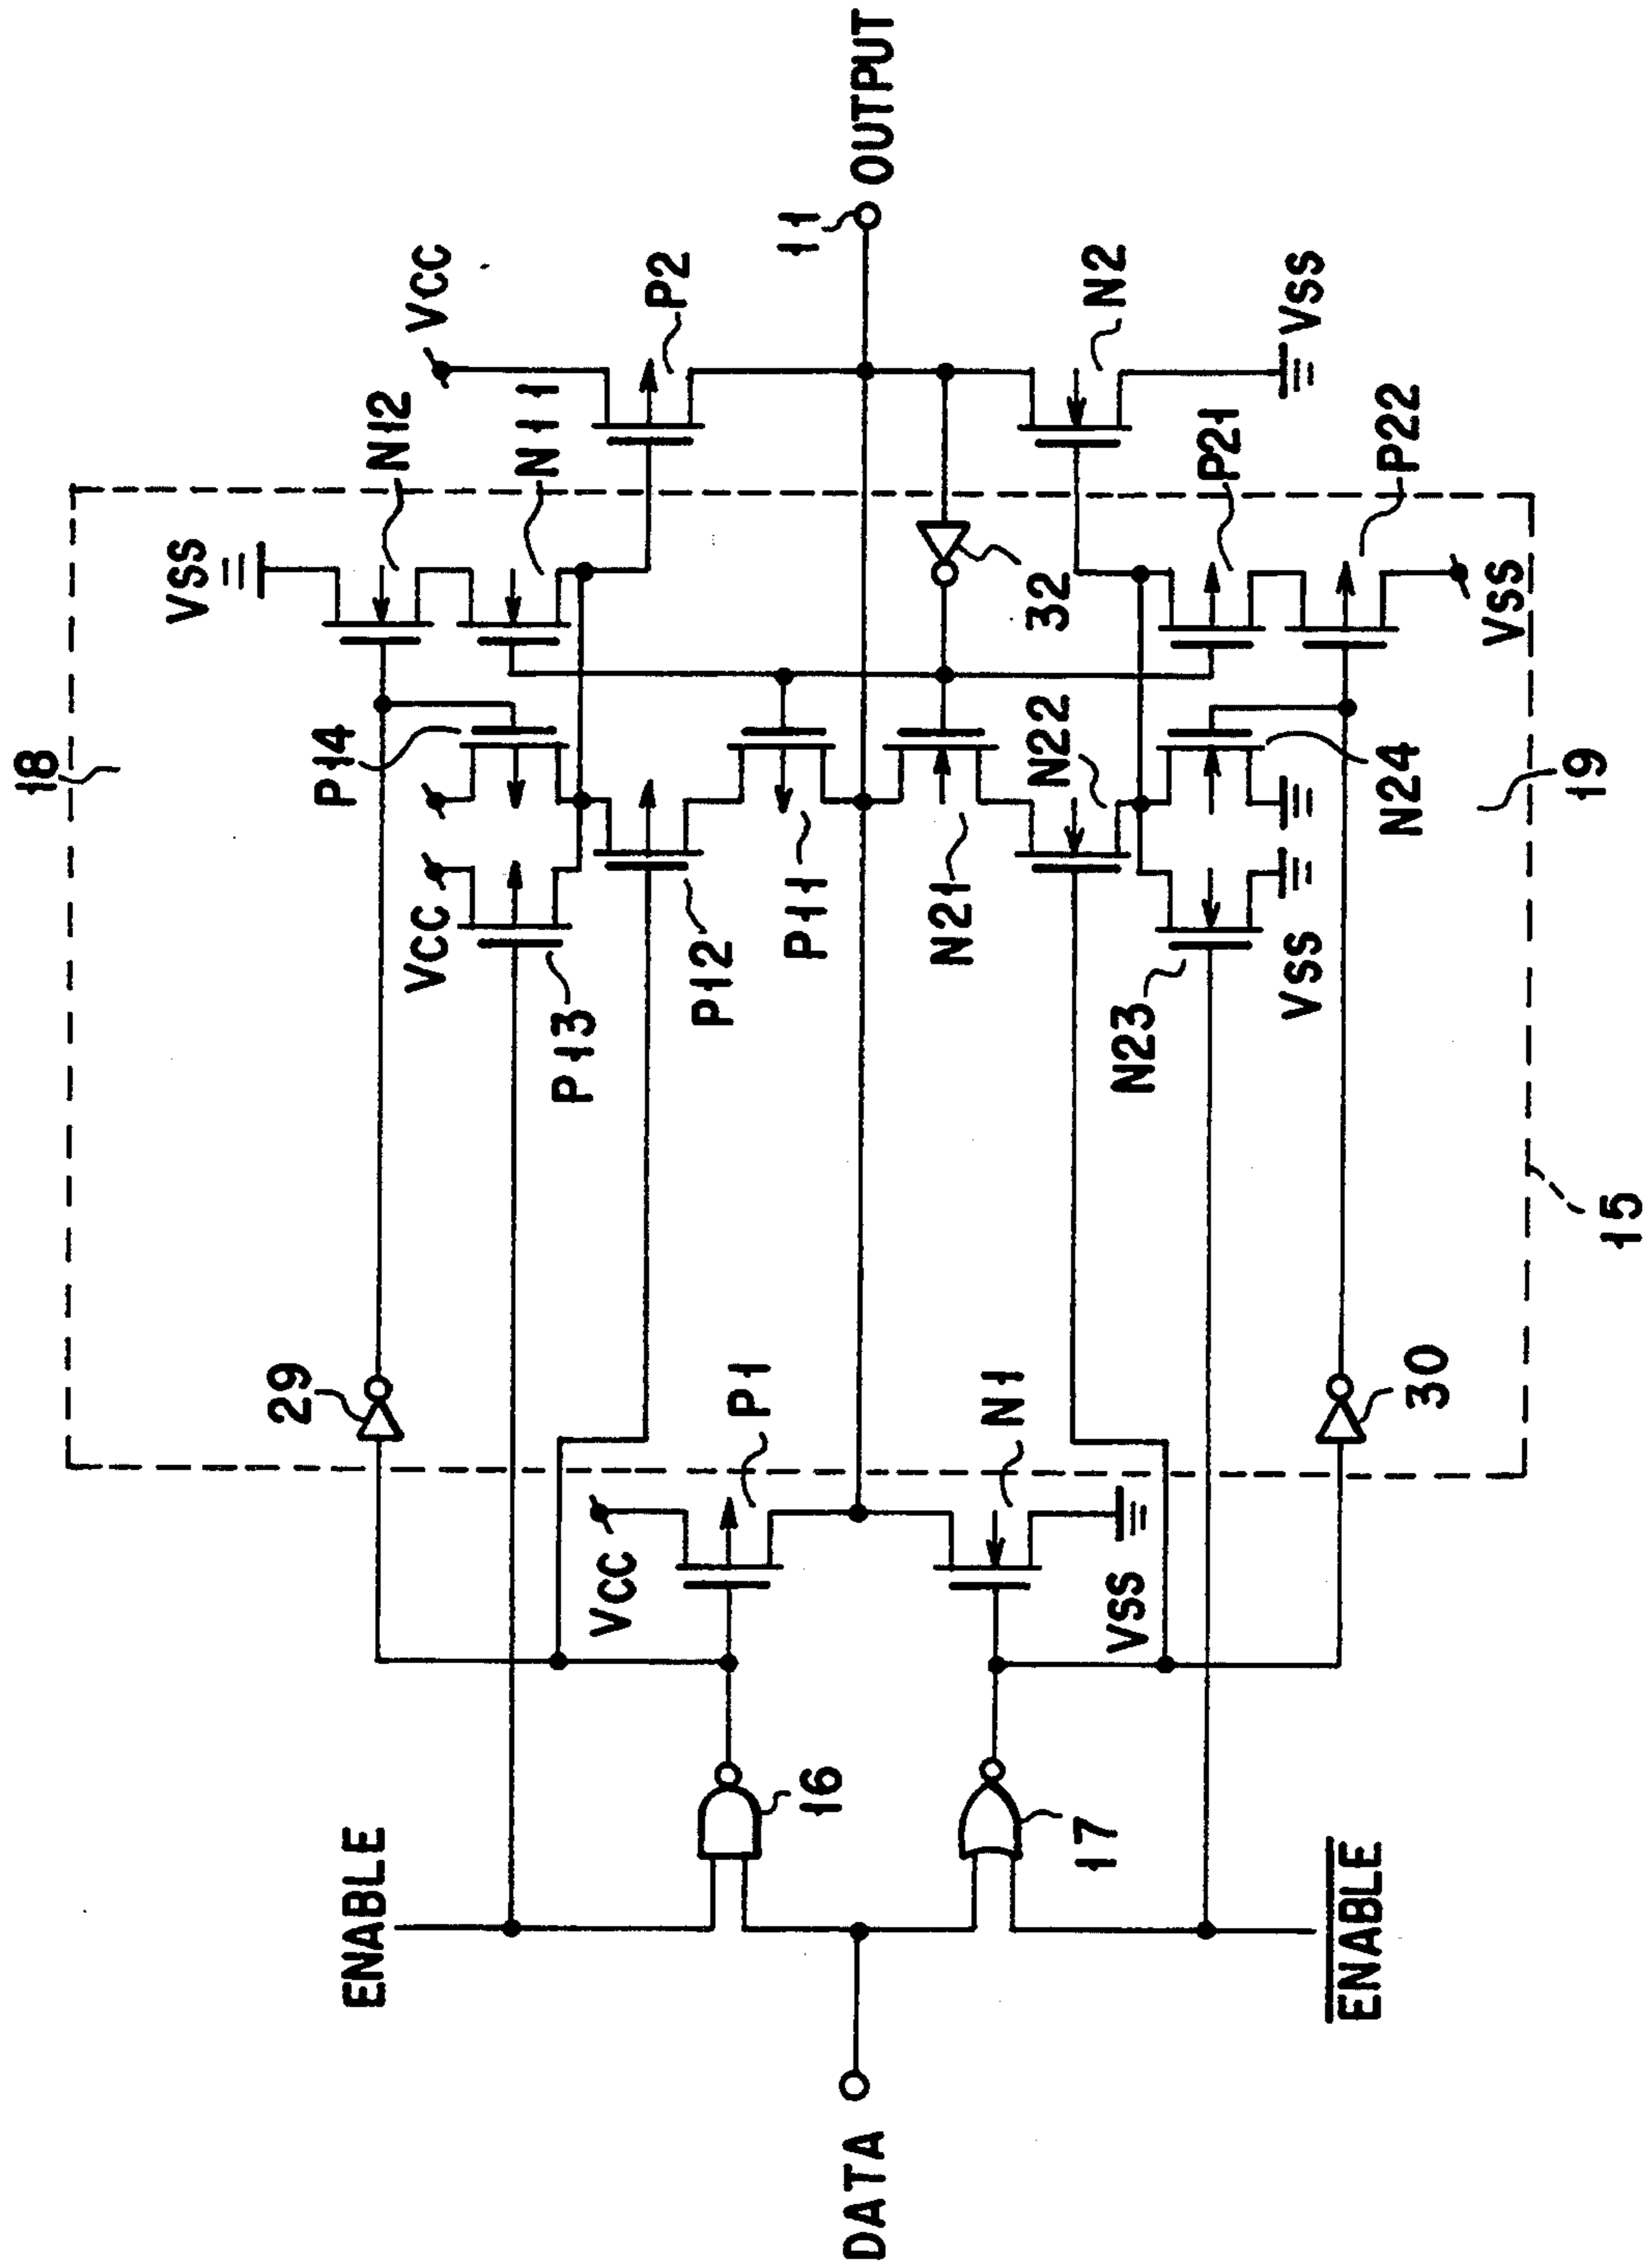 18
VSS
N12
N11
VCC
P14
VCC
P13
P12
P2
11
OUTPUT
P11
N21
32
N22
N2
VSS
P21
P22
VSS
N24
N23
VSS
19
15
29
30
VCC
P1
N1
VSS
16
17
ENABLE
DATA
ENABLE